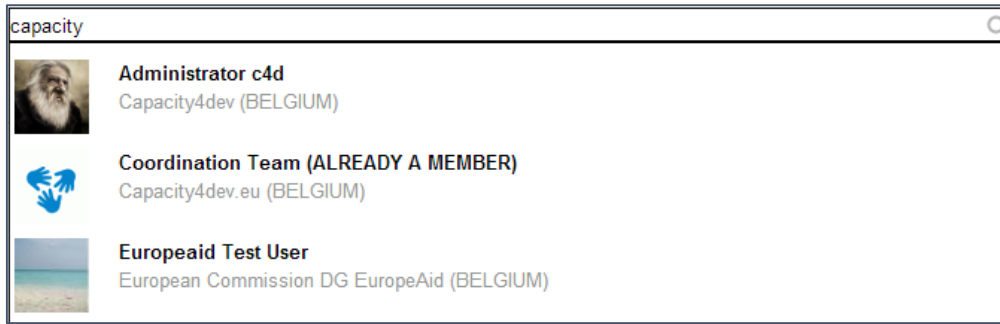 capacity
Administrator c4d
Capacity4dev (BELGIUM)
Coordination Team (ALREADY A MEMBER)
Capacity4dev.eu (BELGIUM)
Europeaid Test User
European Commission DG EuropeAid (BELGIUM)